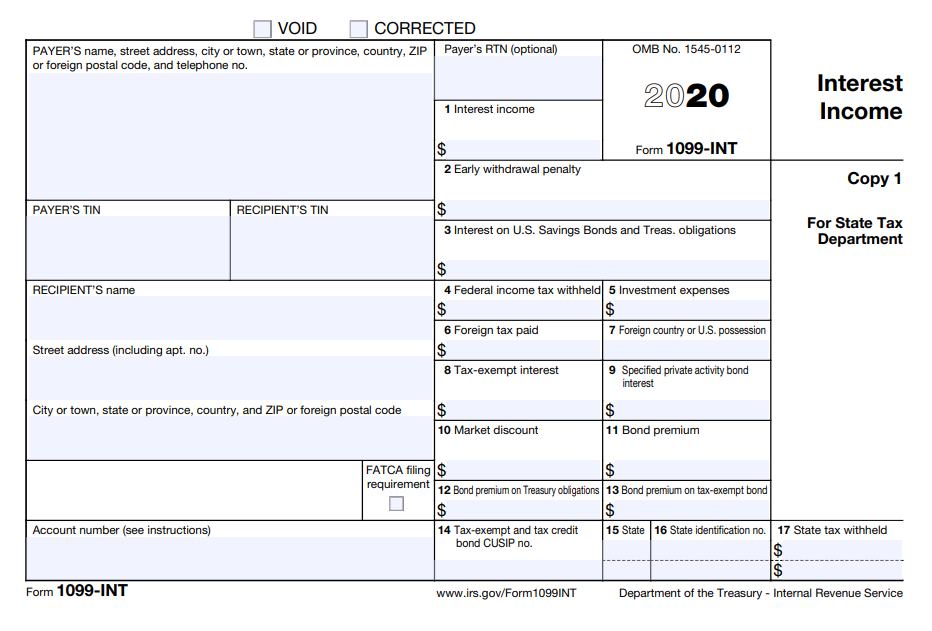 VOID
CORRECTED
PAYER'S name, street address, city or town, state or province, country, ZIP
or foreign postal code, and telephone no.
Payer's RTN (optional)
OMB No. 1545-0112
2020
Form 1099-INT
Interest
Income
1 Interest income
$
2 Early withdrawal penalty
$
Copy 1
For State Tax
Department
PAYER'S TIN
RECIPIENT'S TIN
3 Interest on U.S. Savings Bonds and Treas. obligations
$
RECIPIENT'S name
4 Federal income tax withheld
$
5 Investment expenses
$
Street address (including apt. no.)
6 Foreign tax paid
$
7 Foreign country or U.S. possession
8 Tax-exempt interest
$
9 Specified private activity bond
interest
$
City or town, state or province, country, and ZIP or foreign postal code
10 Market discount
$
11 Bond premium
$
FATCA filing
requirement
12 Bond premium on Treasury obligations
$
13 Bond premium on tax-exempt bond
$
Account number (see instructions)
14 Tax-exempt and tax credit
bond CUSIP no.
15 State
16 State identification no.
17 State tax withheld
$
$
Form 1099-INT
www.irs.gov/Form1099INT
Department of the Treasury - Internal Revenue Service